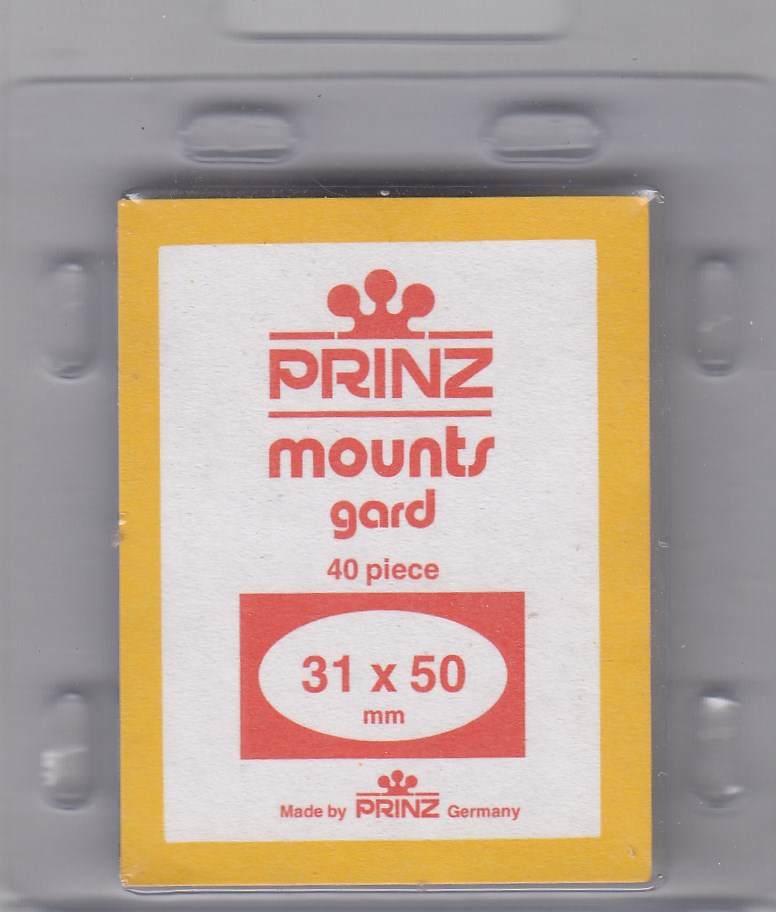 PRINZ
mounts
gard
40 piece
31 x 50
mm
Made by PRINZ Germany